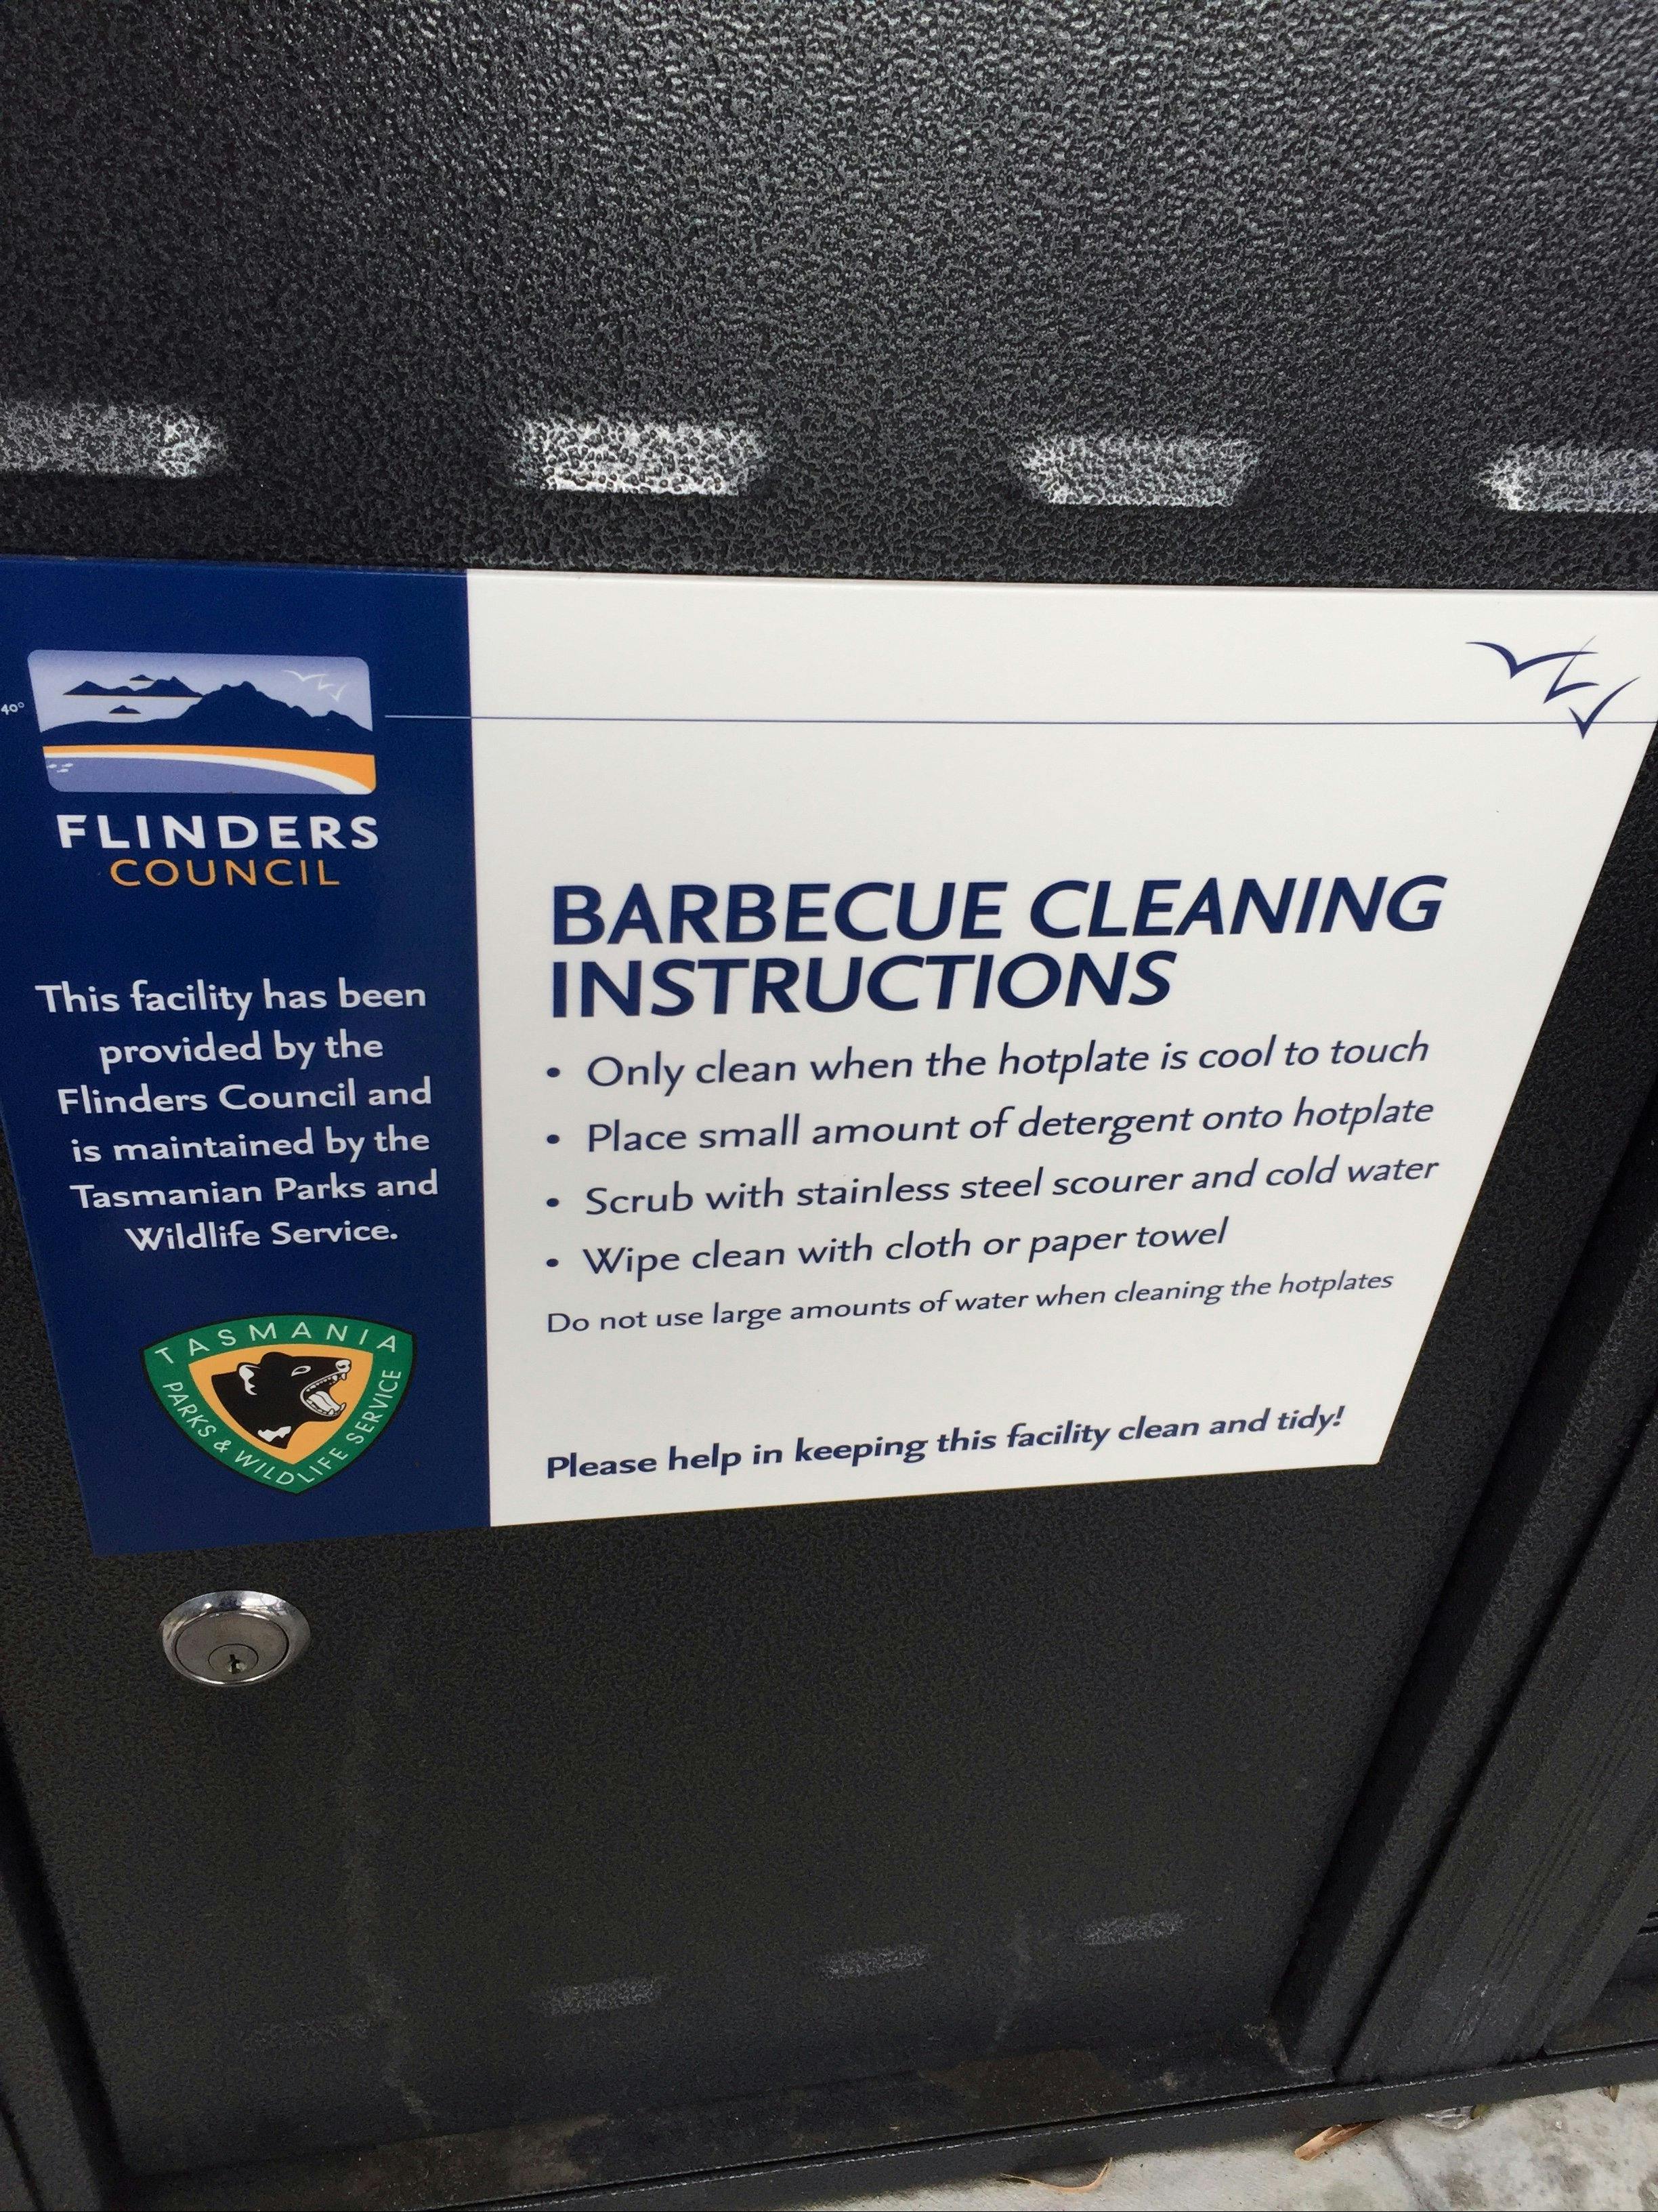 40°
FLINDERS
COUNCIL
This facility has been
provided by the
Flinders Council and
is maintained by the
Tasmanian Parks and
Wildlife Service.
TASMANIA
PARKS & WILDLIFE SERVICE
BARBECUE CLEANING
INSTRUCTIONS
• Only clean when the hotplate is cool to touch
• Place small amount of detergent onto hotplate
• Scrub with stainless steel scourer and cold water
• Wipe clean with cloth or paper towel
Do not use large amounts of water when cleaning the hotplates
Please help in keeping this facility clean and tidy!